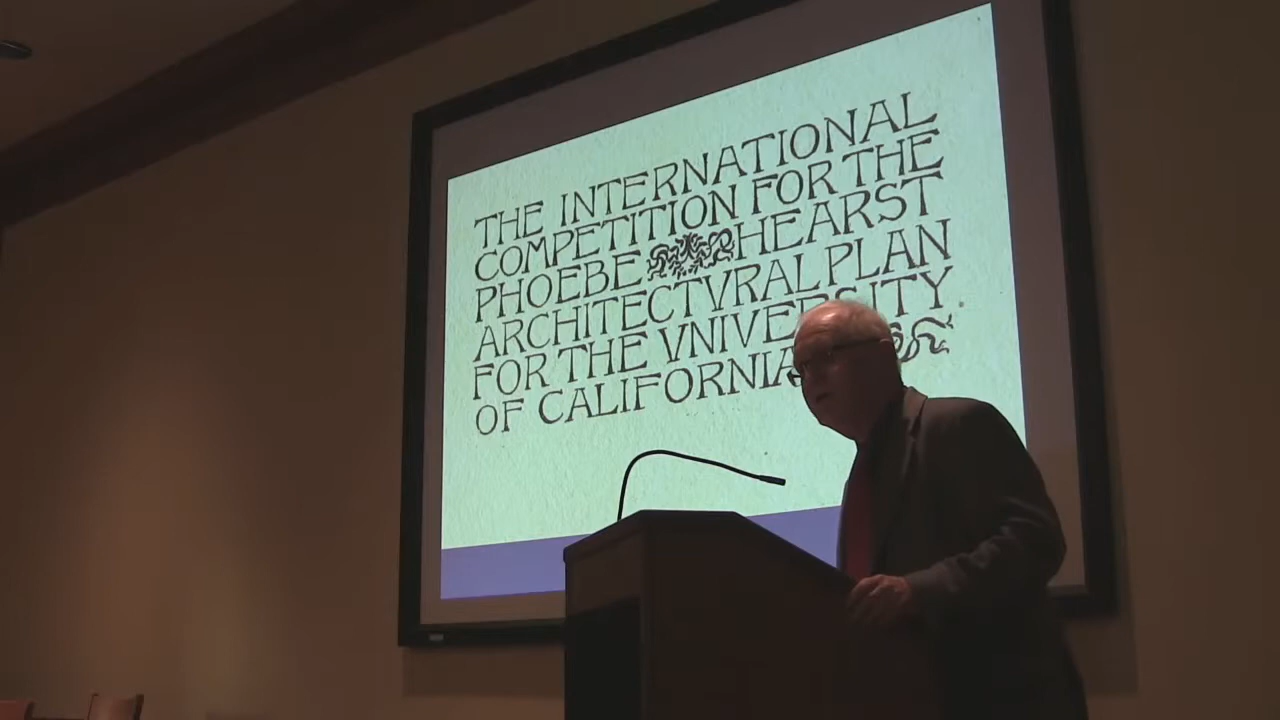 THE INTERNATIONAL
COMPETITION FOR THE
PHOEBE HEARST
ARCHITECTVRAL PLAN
FOR THE VNIVERSITY
OF CALIFORNIA